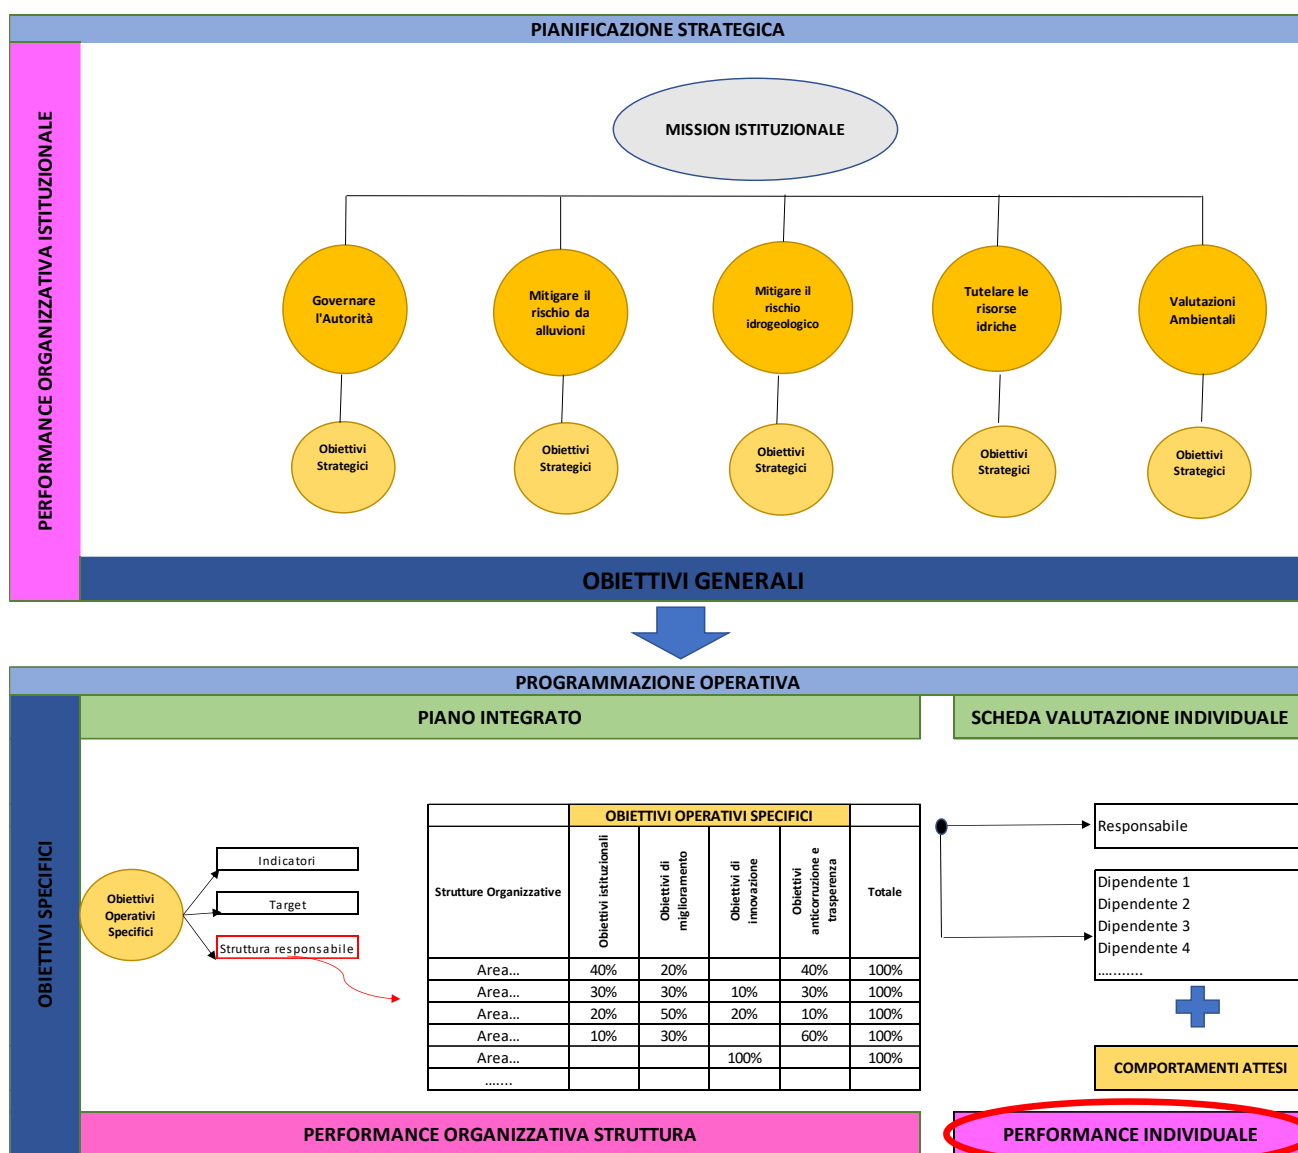 PIANIFICAZIONE STRATEGICA
PERFORMANCE ORGANIZZATIVA ISTITUZIONALE
MISSION ISTITUZIONALE
Governare
l'Autorità
Mitigare il
rischio da
alluvioni
Mitigare il
rischio
idrogeologico
Tutelare le
risorse
idriche
Valutazioni
Ambientali
Obiettivi
Strategici
Obiettivi
Strategici
Obiettivi
Strategici
Obiettivi
Strategici
Obiettivi
Strategici
OBIETTIVI GENERALI
PROGRAMMAZIONE OPERATIVA
OBIETTIVI SPECIFICI
PIANO INTEGRATO
SCHEDA VALUTAZIONE INDIVIDUALE
Obiettivi
Operativi
Specifici
Indicatori
Target
Struttura responsabile
OBIETTIVI OPERATIVI SPECIFICI
Strutture Organizzative
Obiettivi istituzionali
Obiettivi di
miglioramento
Obiettivi di
innovazione
Obiettivi
anticorruzione e
trasperenza
Totale
Area... 40% 20% 40% 100%
Area... 30% 30% 10% 30% 100%
Area... 20% 50% 20% 10% 100%
Area... 10% 30% 60% 100%
Area... 100% 100%
.......
Responsabile
Dipendente 1
Dipendente 2
Dipendente 3
Dipendente 4
...........
COMPORTAMENTI ATTESI
PERFORMANCE ORGANIZZATIVA STRUTTURA
PERFORMANCE INDIVIDUALE